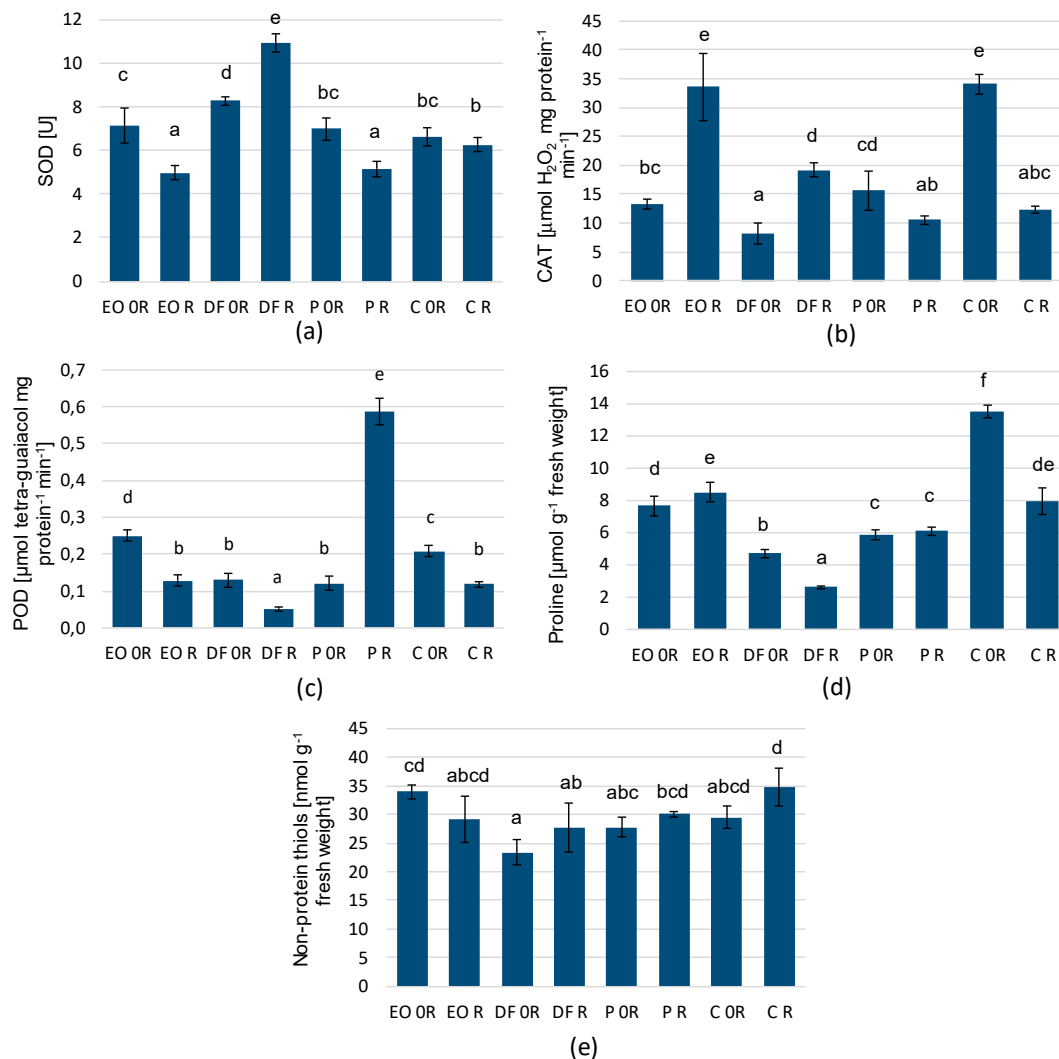 SOD [U]
12
10
8
6
4
2
0
c
a
d
e
bc
a
bc
b
EO 0R EO R DF 0R DF R P 0R P R C 0R C R
(a)
CAT [µmol H₂O₂ mg protein⁻¹
min⁻¹]
45
40
35
30
25
20
15
10
5
0
bc
e
a
d
cd
ab
e
abc
EO 0R EO R DF 0R DF R P 0R P R C 0R C R
(b)
POD [µmol tetra-guaiacol mg
protein⁻¹ min⁻¹]
0,7
0,6
0,5
0,4
0,3
0,2
0,1
0,0
d
b
b
a
b
e
c
b
EO 0R EO R DF 0R DF R P 0R P R C 0R C R
(c)
Proline [µmol g⁻¹ fresh weight]
16
14
12
10
8
6
4
2
0
d
e
b
a
c
c
f
de
EO 0R EO R DF 0R DF R P 0R P R C 0R C R
(d)
Non-protein thiols [nmol g⁻¹
fresh weight]
45
40
35
30
25
20
15
10
5
0
cd
abcd
a
ab
abc
bcd
abcd
d
EO 0R EO R DF 0R DF R P 0R P R C 0R C R
(e)